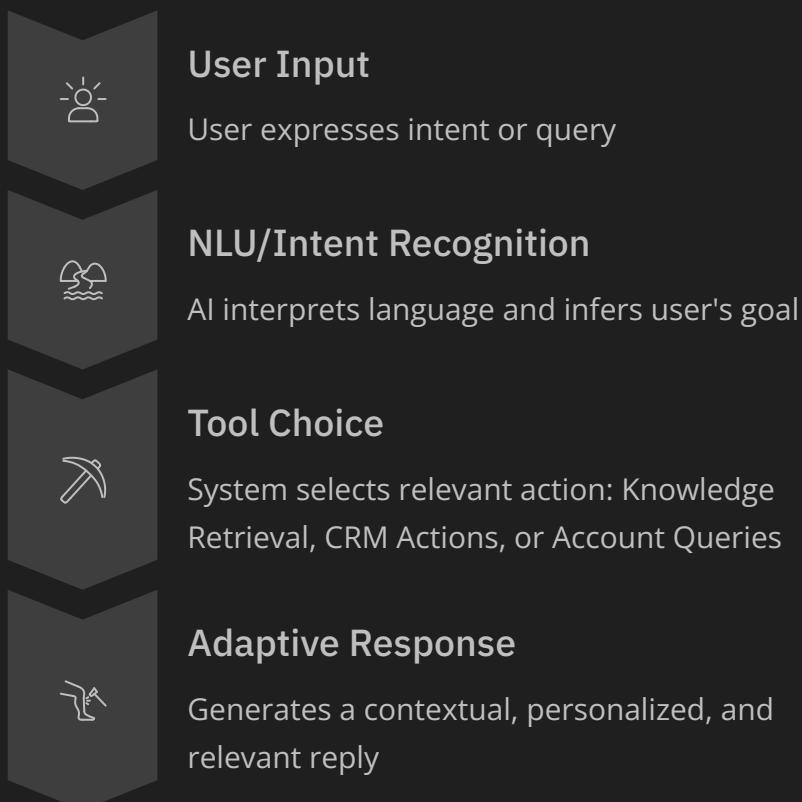 User Input
User expresses intent or query
NLU/Intent Recognition
AI interprets language and infers user's goal
Tool Choice
System selects relevant action: Knowledge
Retrieval, CRM Actions, or Account Queries
Adaptive Response
Generates a contextual, personalized, and
relevant reply